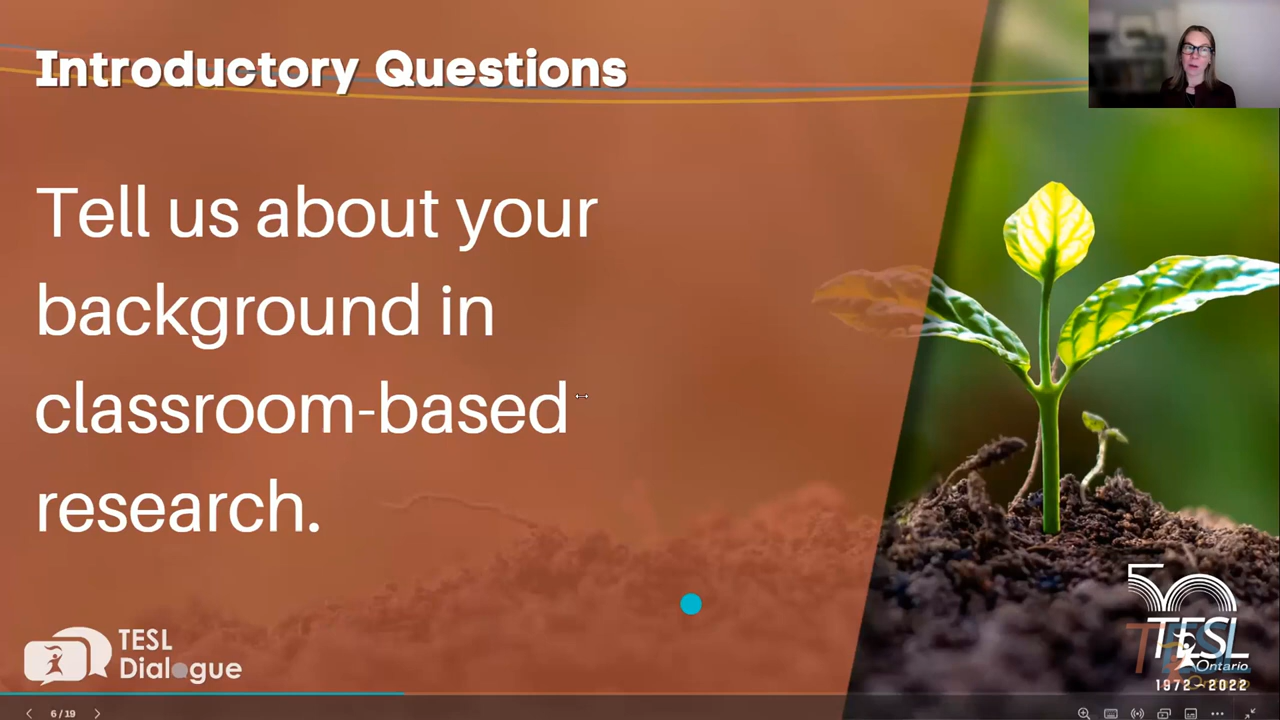 Introductory Questions
Tell us about your
background in
classroom-based
research.
TESL
Dialogue
50
TESL
Ontario
1972-2022
6 / 19